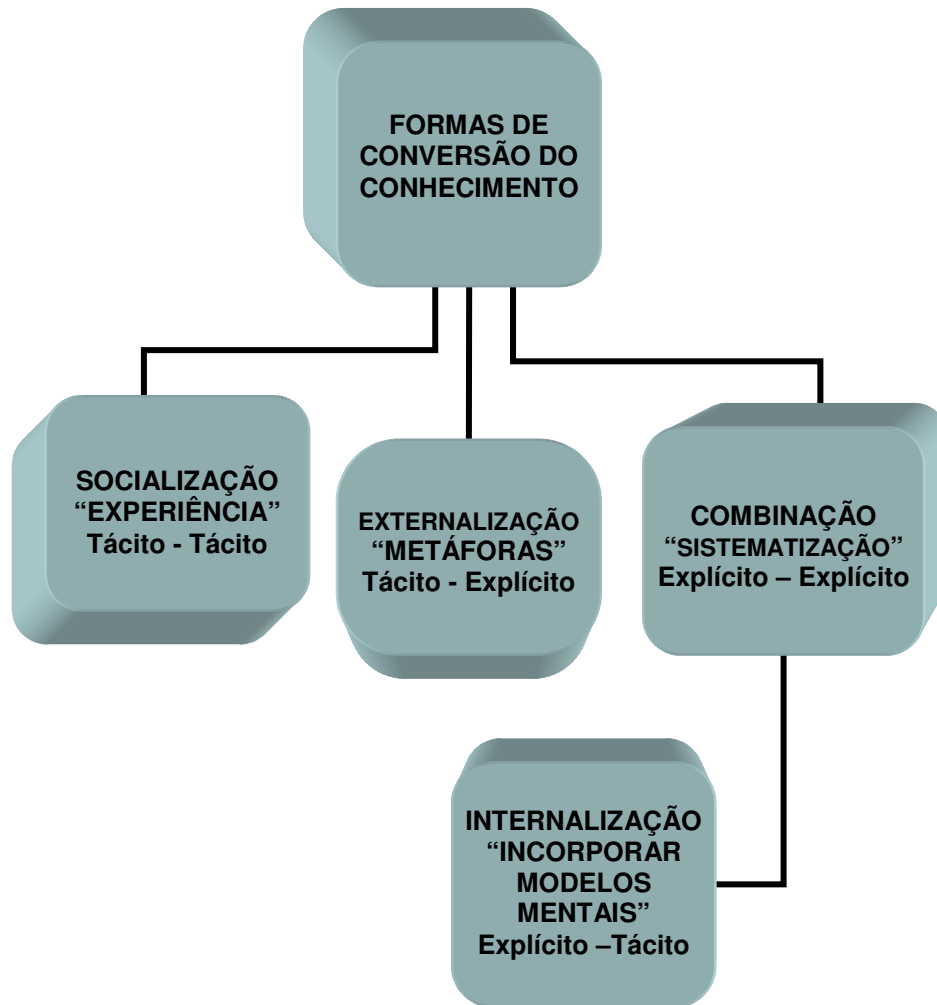 FORMAS DE
CONVERSÃO DO
CONHECIMENTO
SOCIALIZAÇÃO
“EXPERIÊNCIA”
Tácito - Tácito
EXTERNALIZAÇÃO
“METÁFORAS”
Tácito - Explícito
COMBINAÇÃO
“SISTEMATIZAÇÃO”
Explícito – Explícito
INTERNALIZAÇÃO
“INCORPORAR
MODELOS
MENTAIS”
Explícito –Tácito